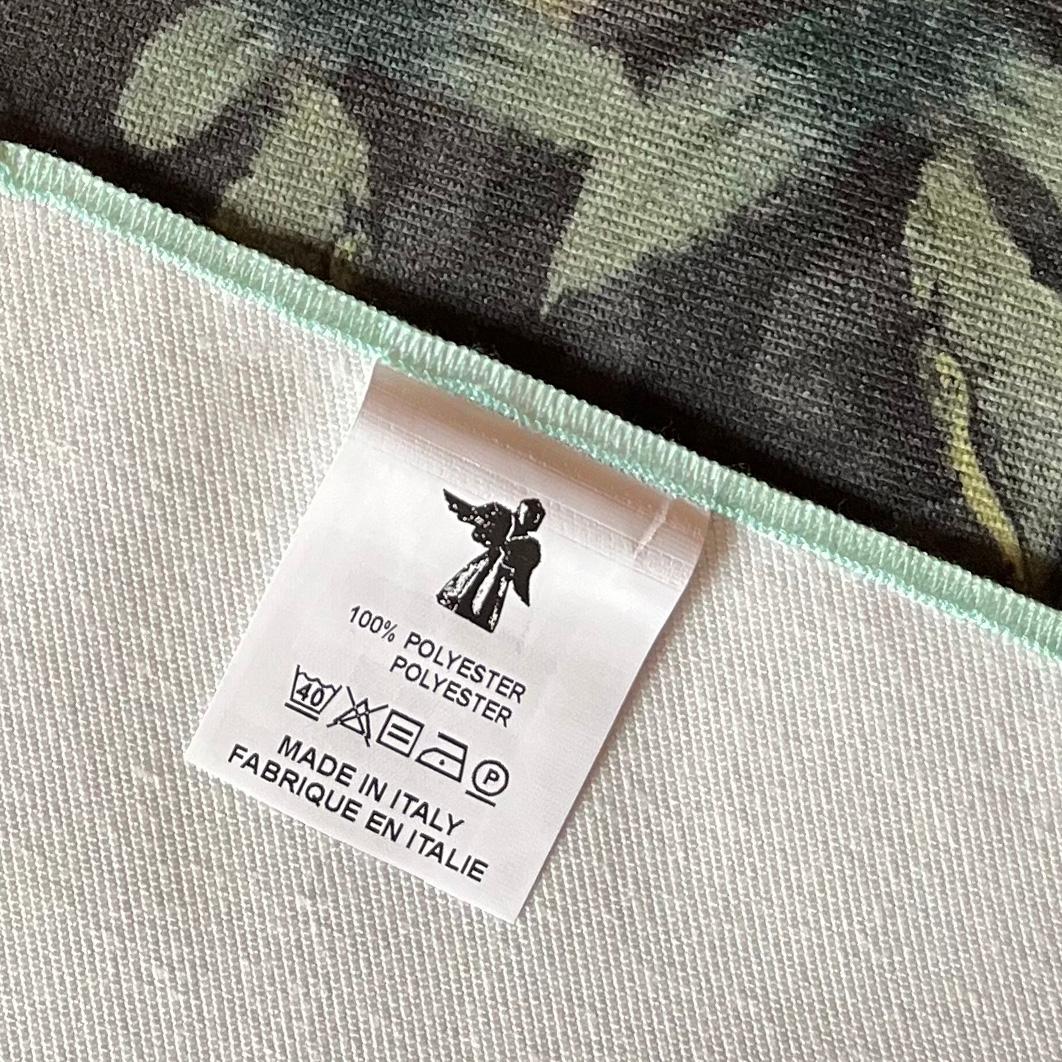 100% POLYESTER
POLYESTER
40 P
MADE IN ITALY
FABRIQUE EN ITALIE